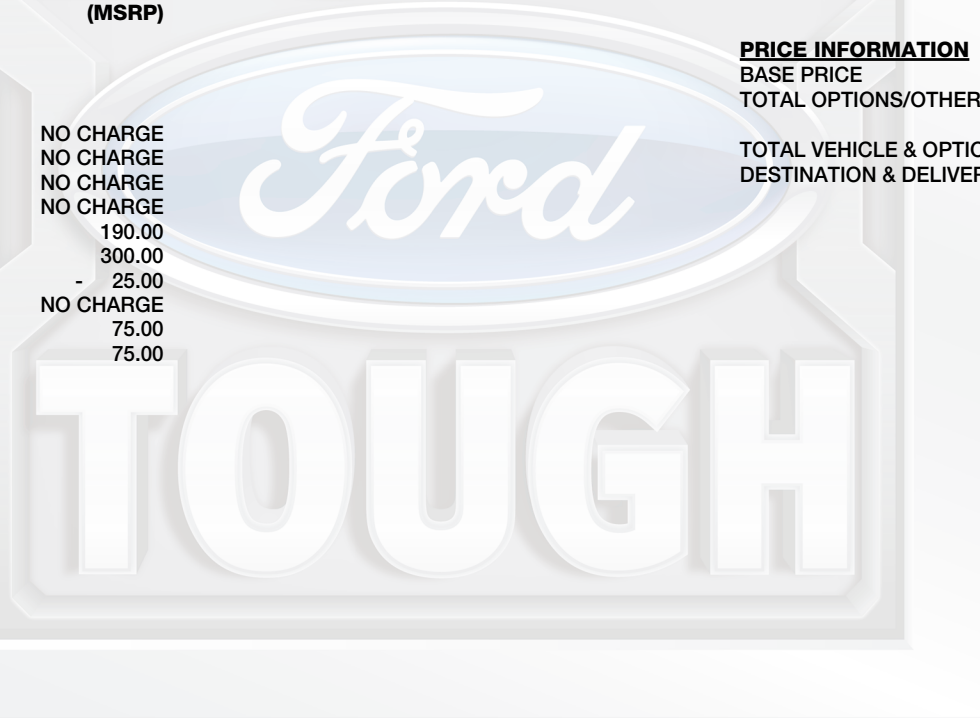 (MSRP)
NO CHARGE
NO CHARGE
NO CHARGE
NO CHARGE
190.00
300.00
- 25.00
NO CHARGE
75.00
75.00
PRICE INFORMATION
BASE PRICE
TOTAL OPTIONS/OTHER
TOTAL VEHICLE & OPTIO
DESTINATION & DELIVER
Ford
TOUGH